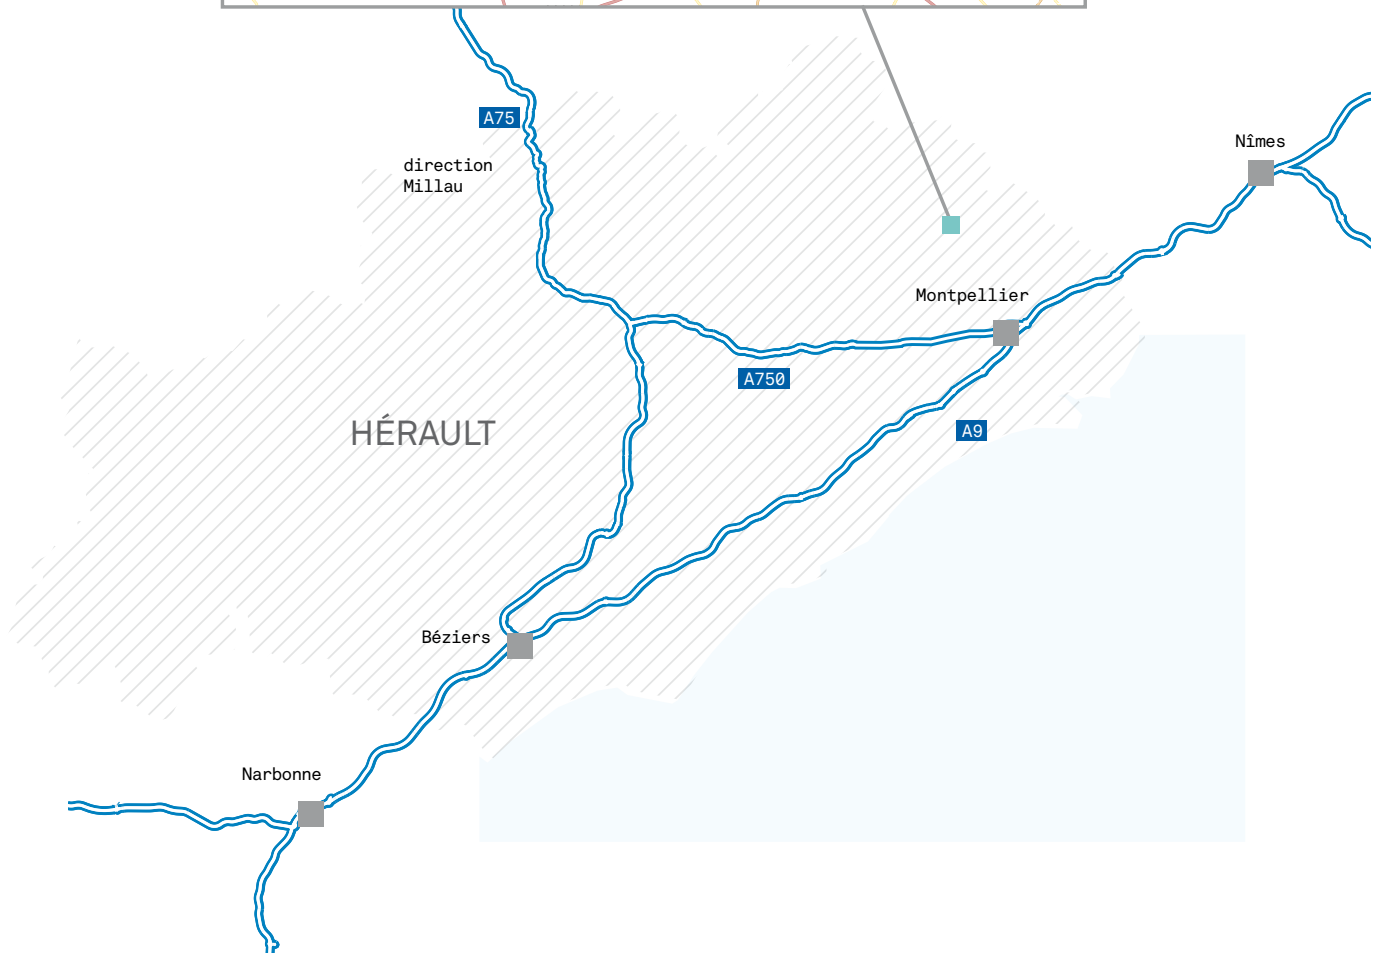 A75
Nîmes
direction
Millau
Montpellier
A750
HÉRAULT
A9
Béziers
Narbonne